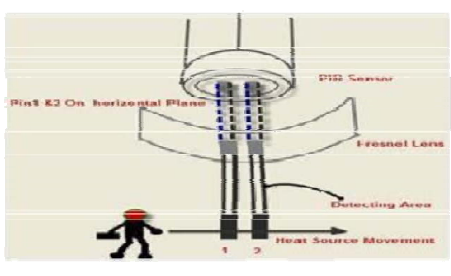 PIR Sensor
Pin1 &2 On horizontal Plane
Fresnel Lens
Detecting Area
Heat Source Movement
1 2